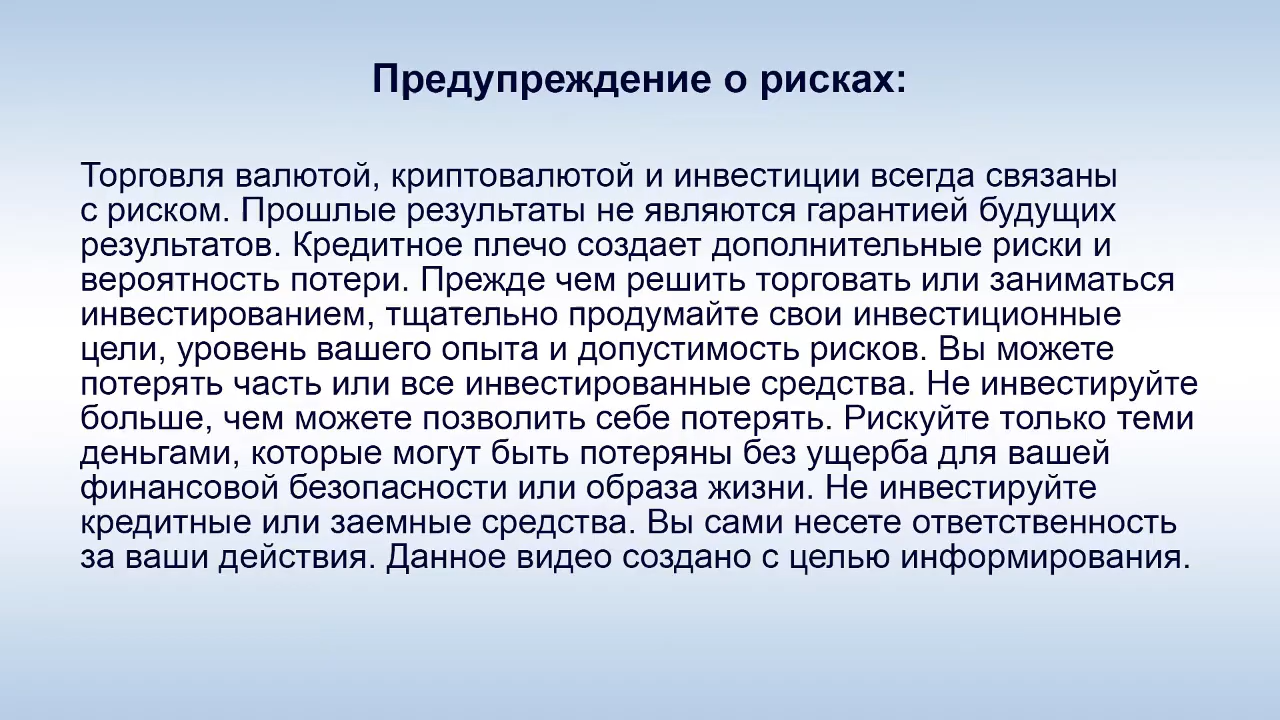 Предупреждение о рисках:
Торговля валютой, криптовалютой и инвестиции всегда связаны
с риском. Прошлые результаты не являются гарантией будущих
результатов. Кредитное плечо создает дополнительные риски и
вероятность потери. Прежде чем решить торговать или заниматься
инвестированием, тщательно продумайте свои инвестиционные
цели, уровень вашего опыта и допустимость рисков. Вы можете
потерять часть или все инвестированные средства. Не инвестируйте
больше, чем можете позволить себе потерять. Рискуйте только теми
деньгами, которые могут быть потеряны без ущерба для вашей
финансовой безопасности или образа жизни. Не инвестируйте
кредитные или заемные средства. Вы сами несете ответственность
за ваши действия. Данное видео создано с целью информирования.